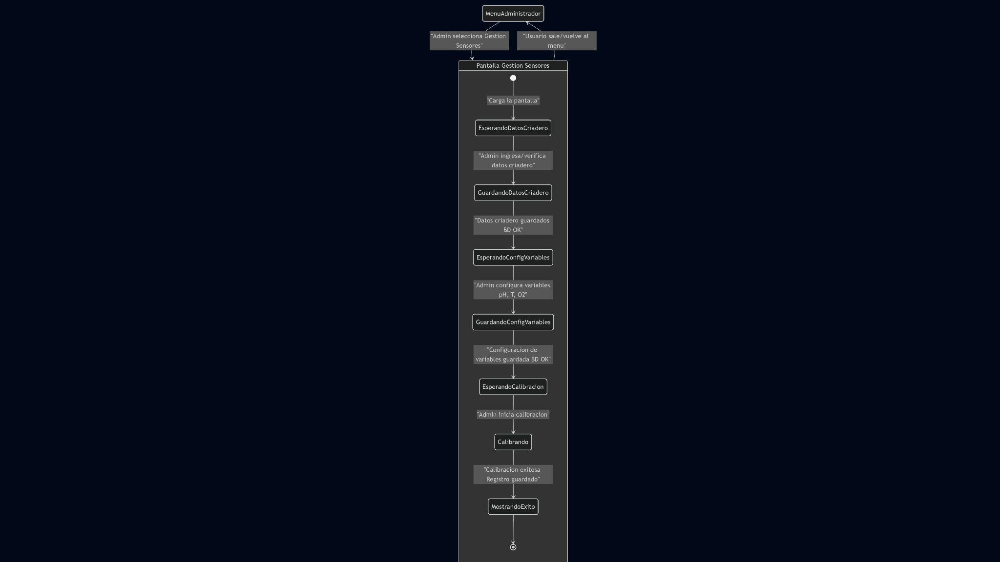 MenuAdministrador
"Admin selecciona Gestion
Sensores"
"Usuario sale/vuelve al
menu"
Pantalla Gestion Sensores
"Carga la pantalla"
EsperandoDatosCriadero
"Admin ingresa/verifica
datos criadero"
GuardandoDatosCriadero
"Datos criadero guardados
BD OK"
EsperandoConfigVariables
"Admin configura variables
pH, T, O2"
GuardandoConfigVariables
"Configuracion de
variables guardada BD OK"
EsperandoCalibracion
"Admin inicia calibracion"
Calibrando
"Calibracion exitosa
Registro guardado"
MostrandoExito